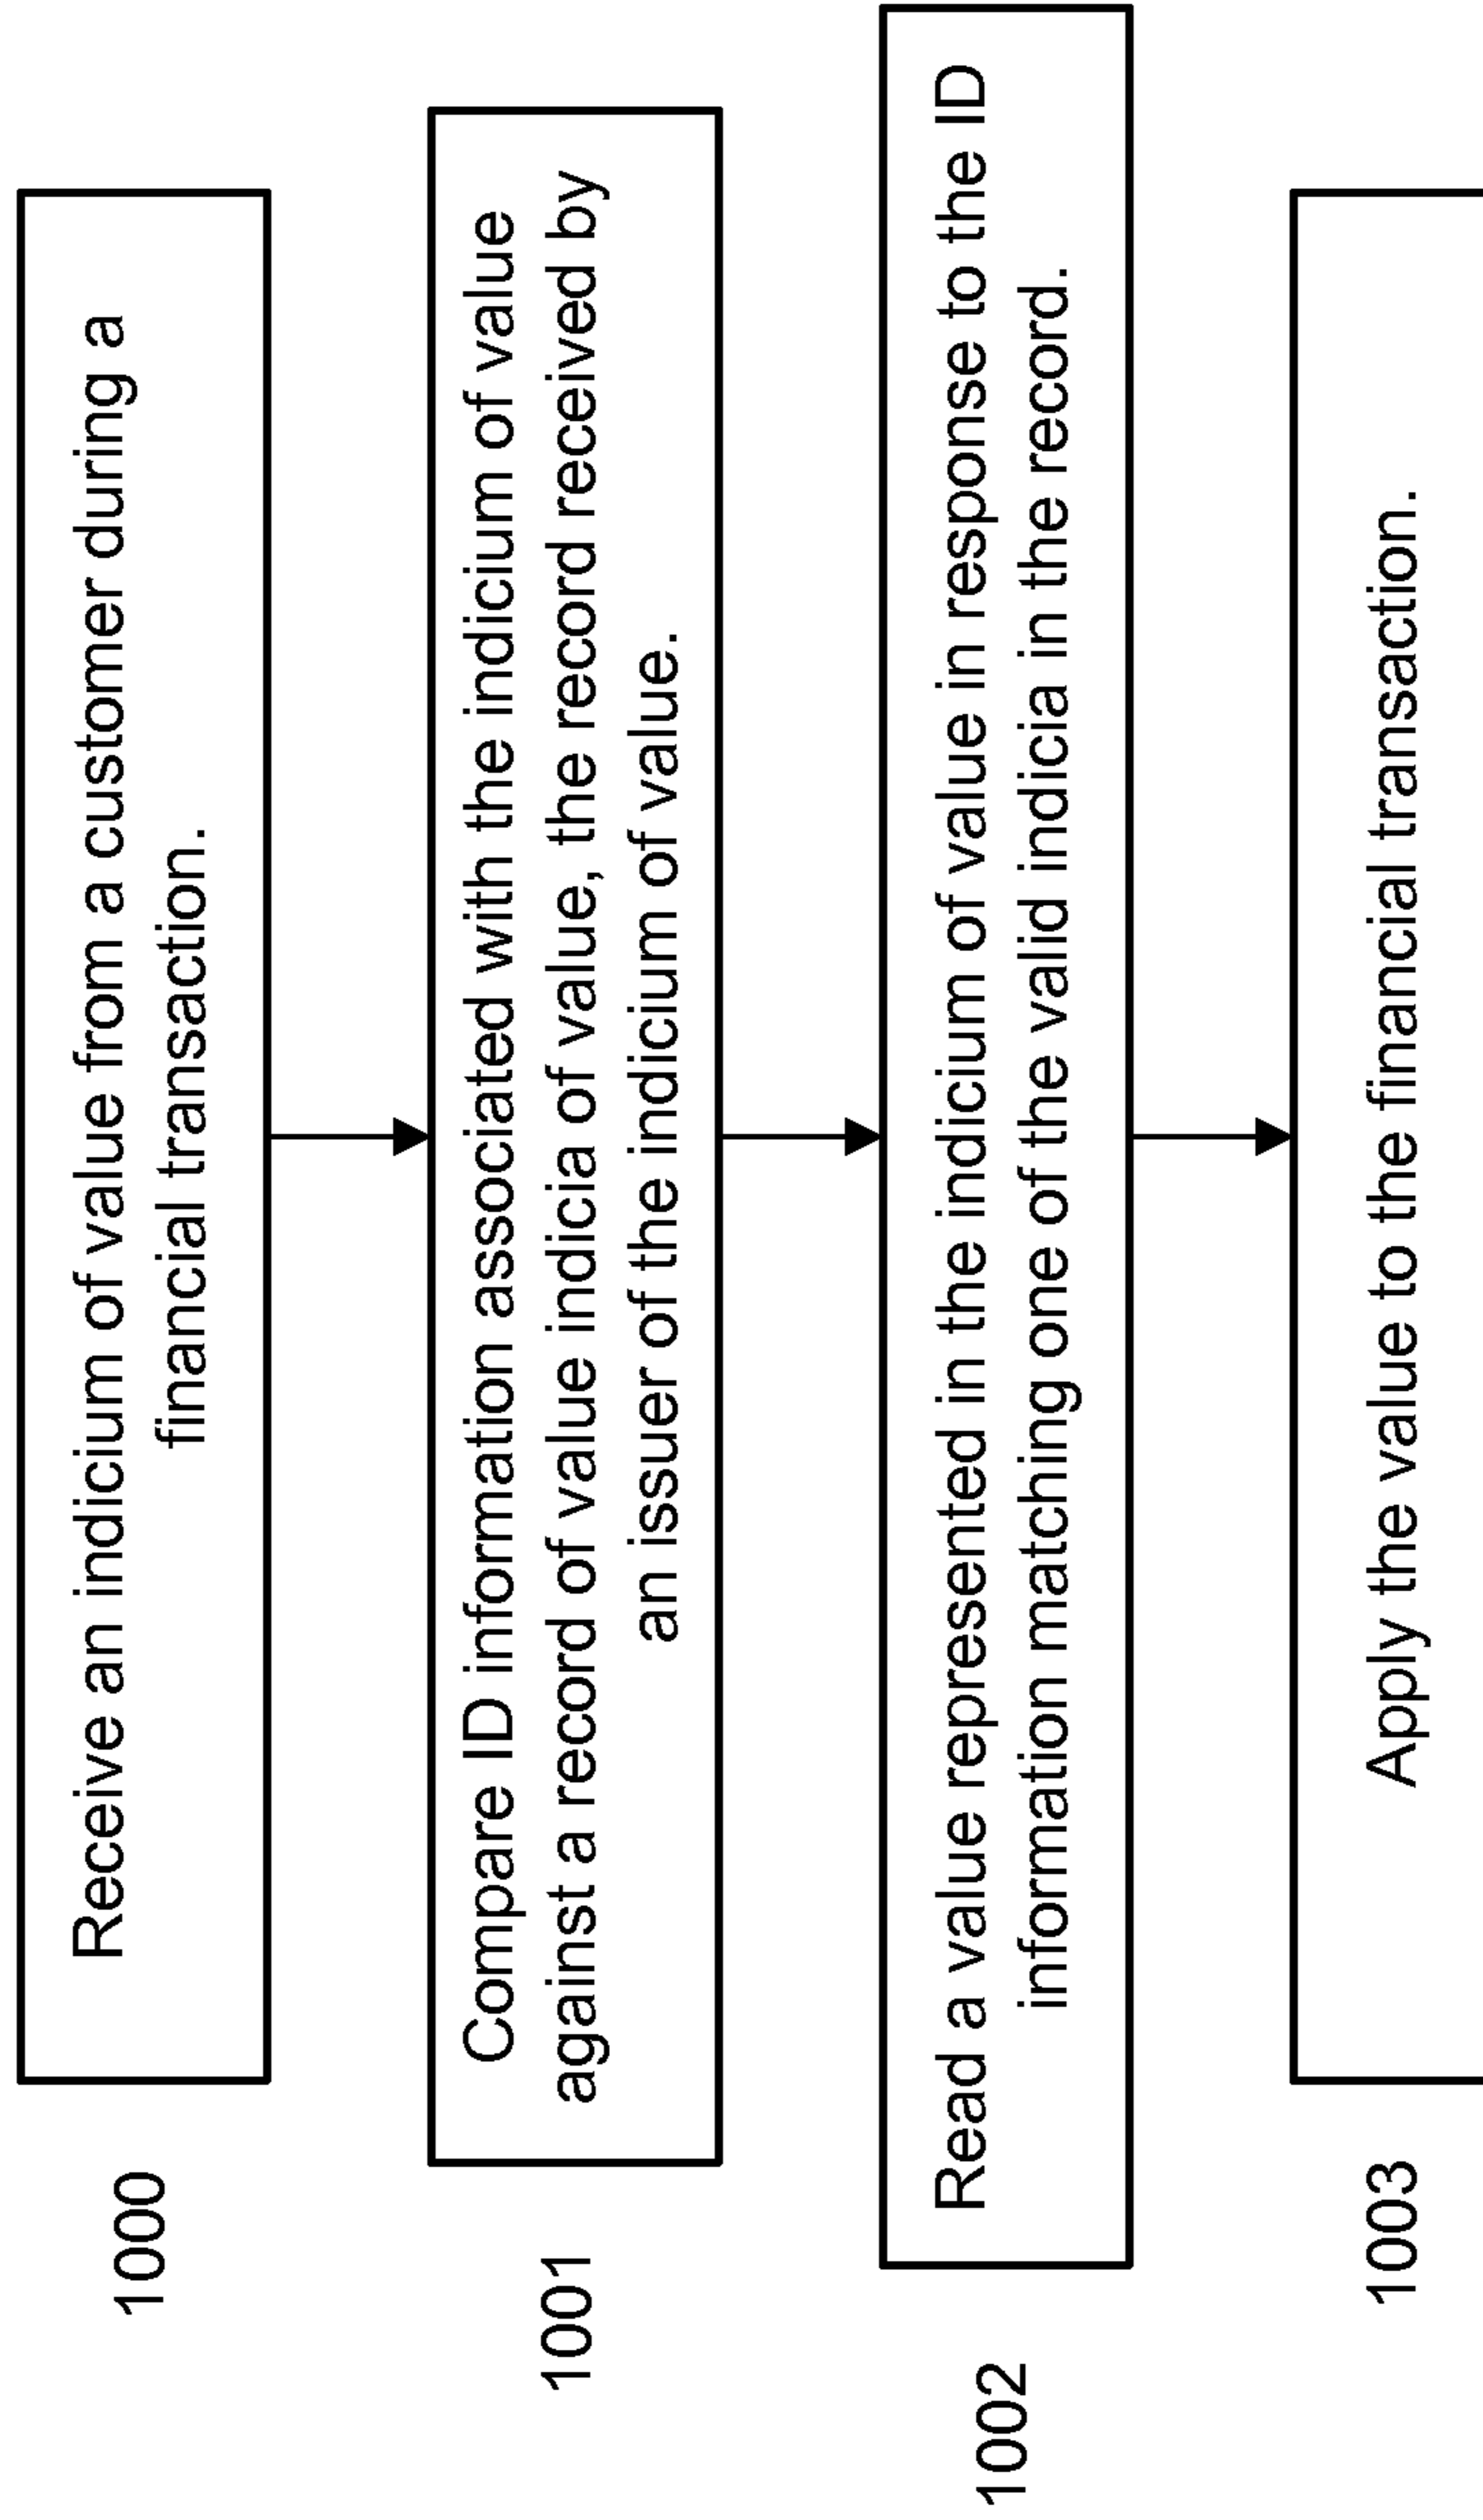 1000
Receive an indicium of value from a customer during a
financial transaction.
1001
Compare ID information associated with the indicium of value
against a record of value indicia of value, the record received by
an issuer of the indicium of value.
1002
Read a value represented in the indicium of value in response to the ID
information matching one of the valid indicia in the record.
1003
Apply the value to the financial transaction.